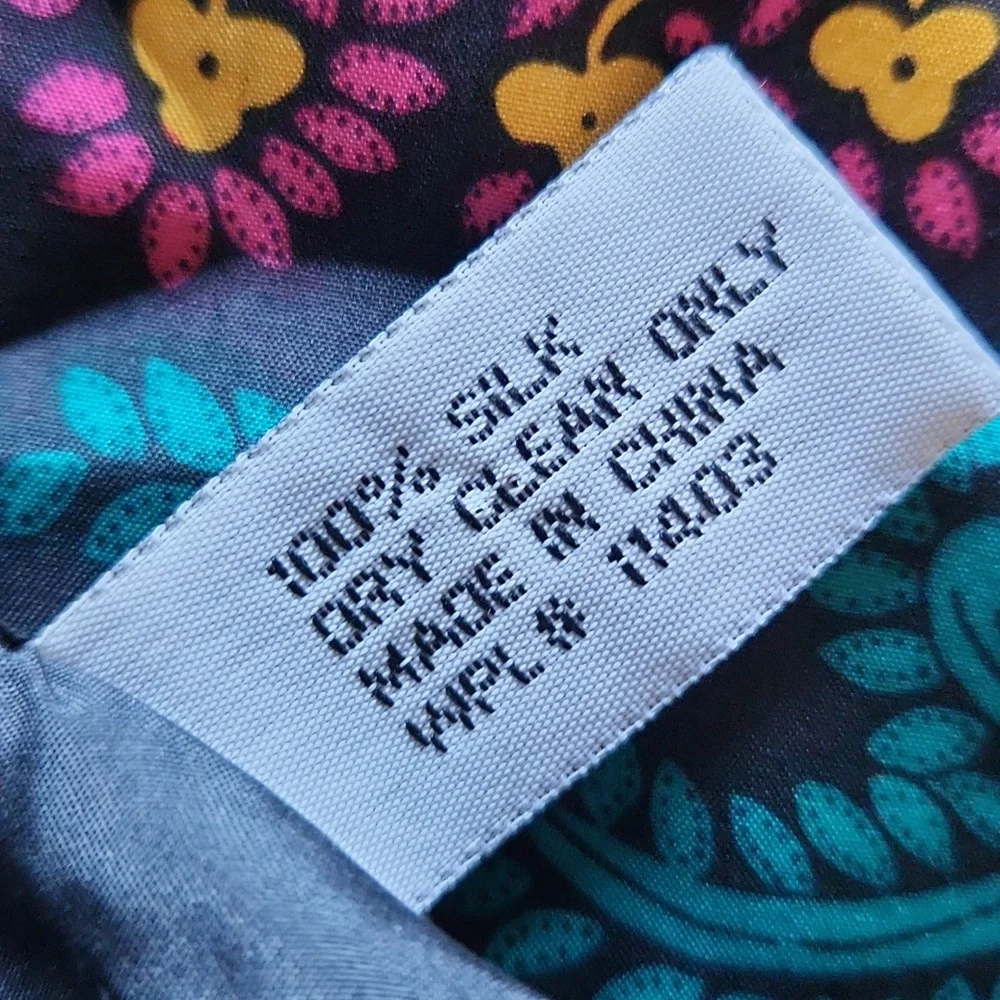 100% SILK
DRY CLEAN ONLY
MADE IN CHINA
WPL # 11403